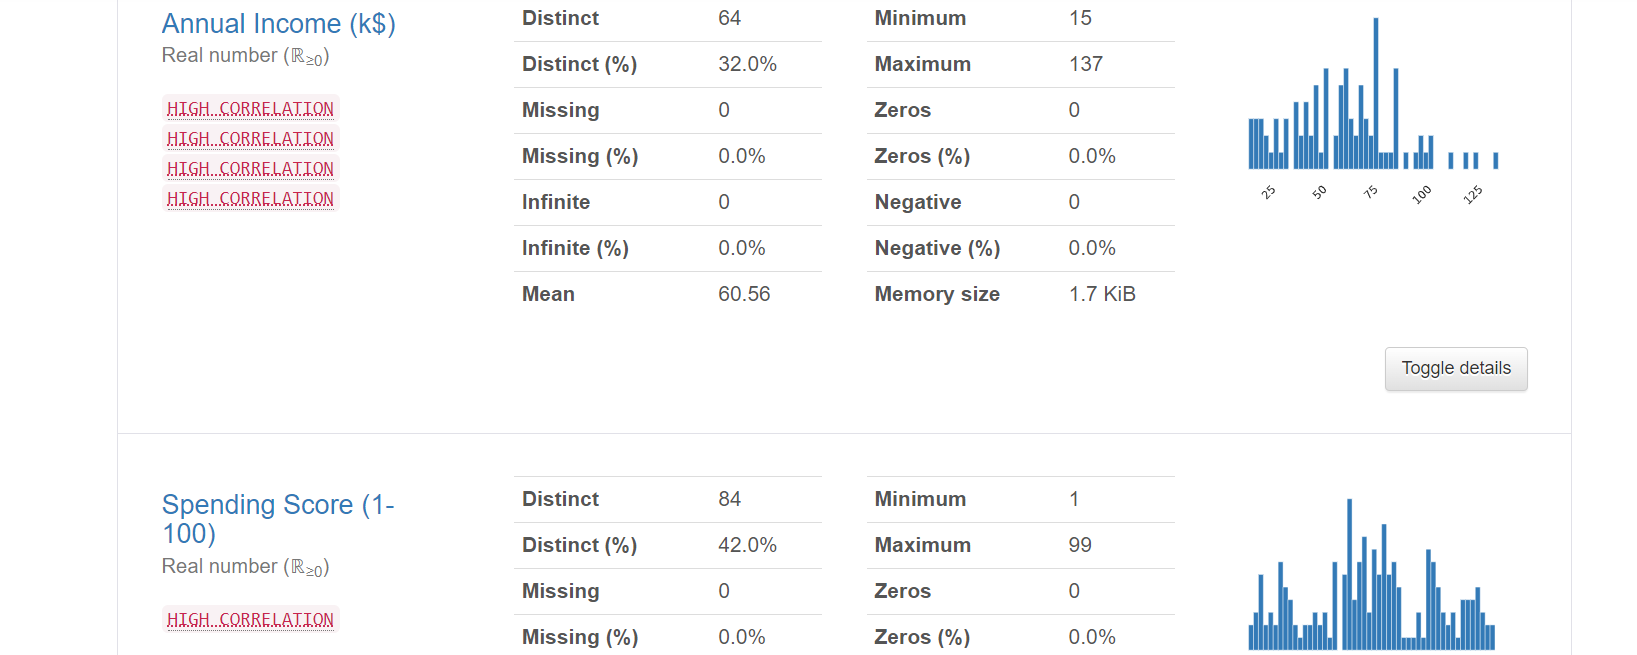 Annual Income (k$)
Real number (ℝ≥0)
HIGH CORRELATION
HIGH CORRELATION
HIGH CORRELATION
HIGH CORRELATION
Distinct 64
Distinct (%) 32.0%
Missing 0
Missing (%) 0.0%
Infinite 0
Infinite (%) 0.0%
Mean 60.56
Minimum 15
Maximum 137
Zeros 0
Zeros (%) 0.0%
Negative 0
Negative (%) 0.0%
Memory size 1.7 KiB
25 50 75 100 125
Toggle details
Spending Score (1-
100)
Real number (ℝ≥0)
HIGH CORRELATION
Distinct 84
Distinct (%) 42.0%
Missing 0
Missing (%) 0.0%
Minimum 1
Maximum 99
Zeros 0
Zeros (%) 0.0%